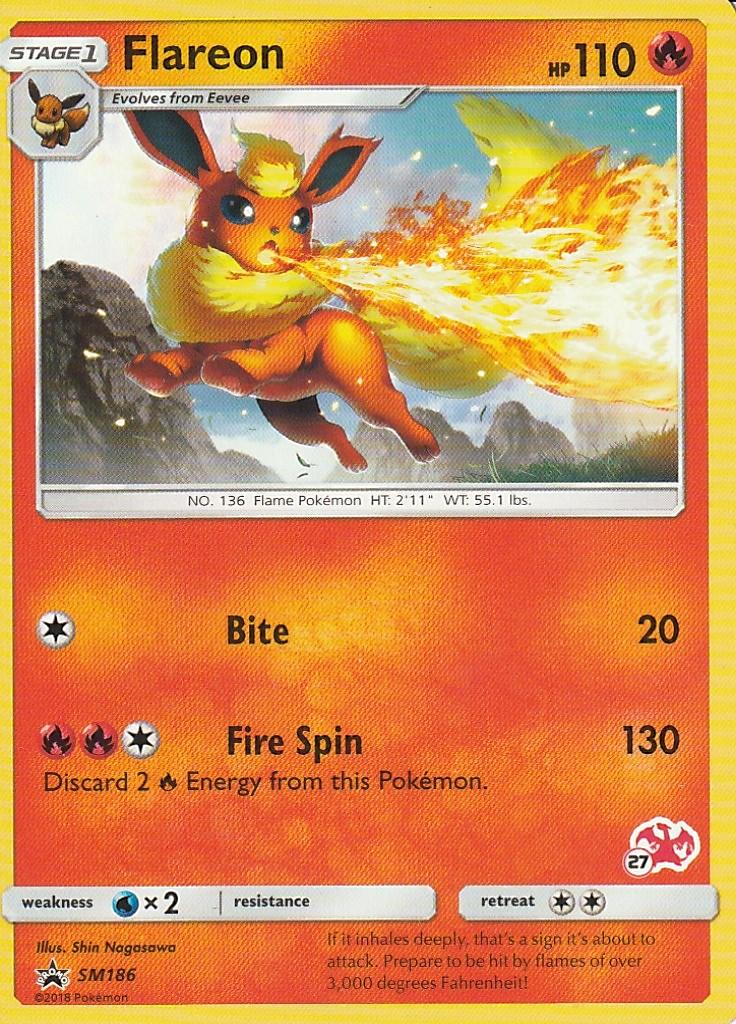 STAGE1 Flareon HP 110
Evolves from Eevee
NO. 136 Flame Pokémon HT: 2'11" WT: 55.1 lbs.
Bite 20
Fire Spin 130
Discard 2 Energy from this Pokémon.
27
weakness ×2 resistance retreat
Illus. Shin Nagasawa
PROMO SM186
©2018 Pokémon
If it inhales deeply, that's a sign it's about to
attack. Prepare to be hit by flames of over
3,000 degrees Fahrenheit!